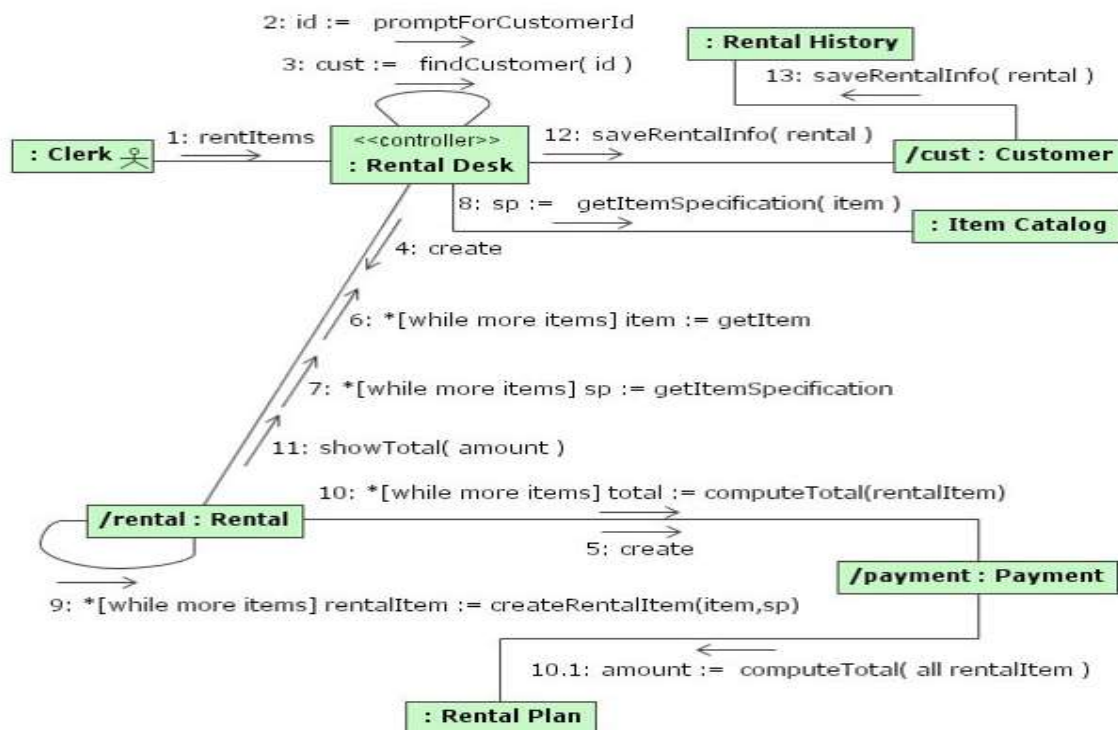 2: id := promptForCustomerId
3: cust := findCustomer( id )
: Rental History
13: saveRentalInfo( rental )
1: rentItems
<<controller>>
: Rental Desk
12: saveRentalInfo( rental )
: Clerk
/cust : Customer
8: sp := getItemSpecification( item )
: Item Catalog
4: create
6: *[while more items] item := getItem
7: *[while more items] sp := getItemSpecification
11: showTotal( amount )
10: *[while more items] total := computeTotal(rentalItem)
/rental : Rental
5: create
/payment : Payment
9: *[while more items] rentalItem := createRentalItem(item,sp)
10.1: amount := computeTotal( all rentalItem )
: Rental Plan